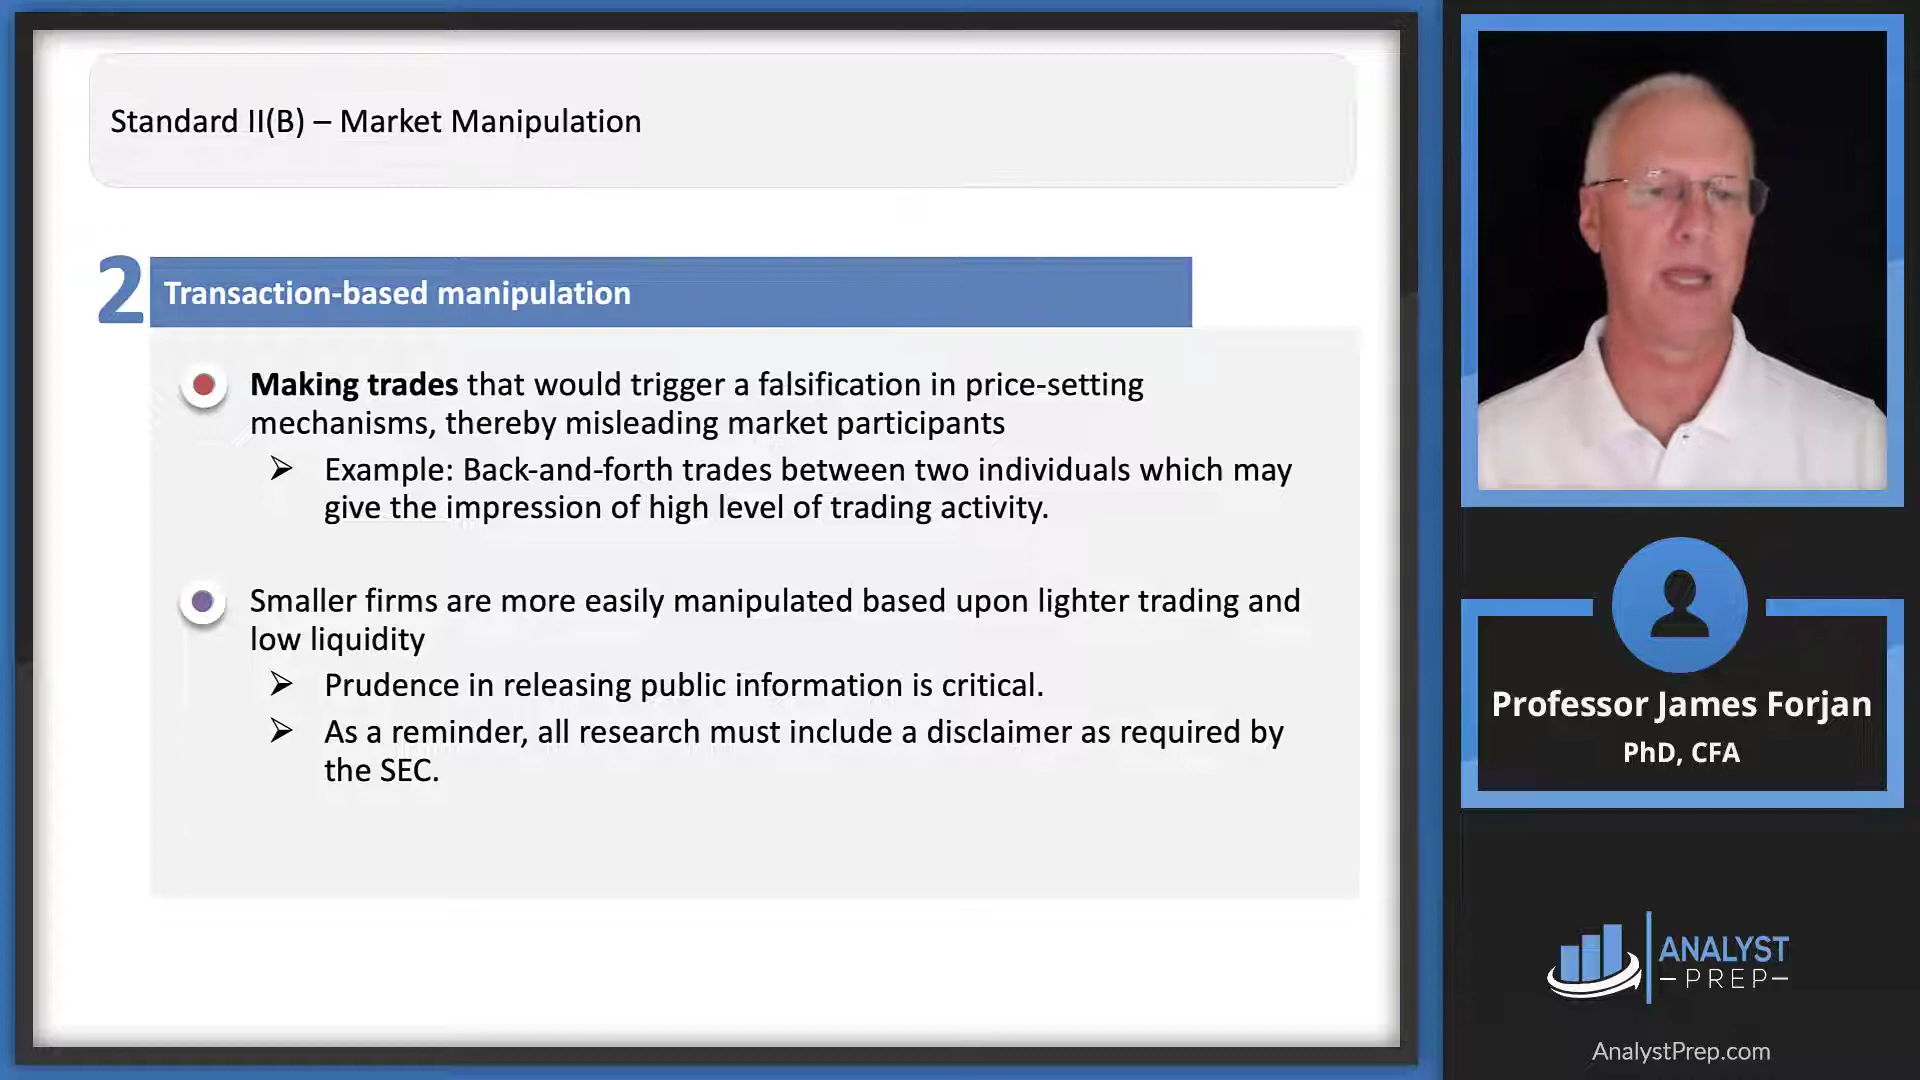 Standard II(B) – Market Manipulation
2
Transaction-based manipulation
Making trades that would trigger a falsification in price-setting
mechanisms, thereby misleading market participants
Example: Back-and-forth trades between two individuals which may
give the impression of high level of trading activity.
Smaller firms are more easily manipulated based upon lighter trading and
low liquidity
Prudence in releasing public information is critical.
As a reminder, all research must include a disclaimer as required by
the SEC.
Professor James Forjan
PhD, CFA
ANALYST
PREP
AnalystPrep.com